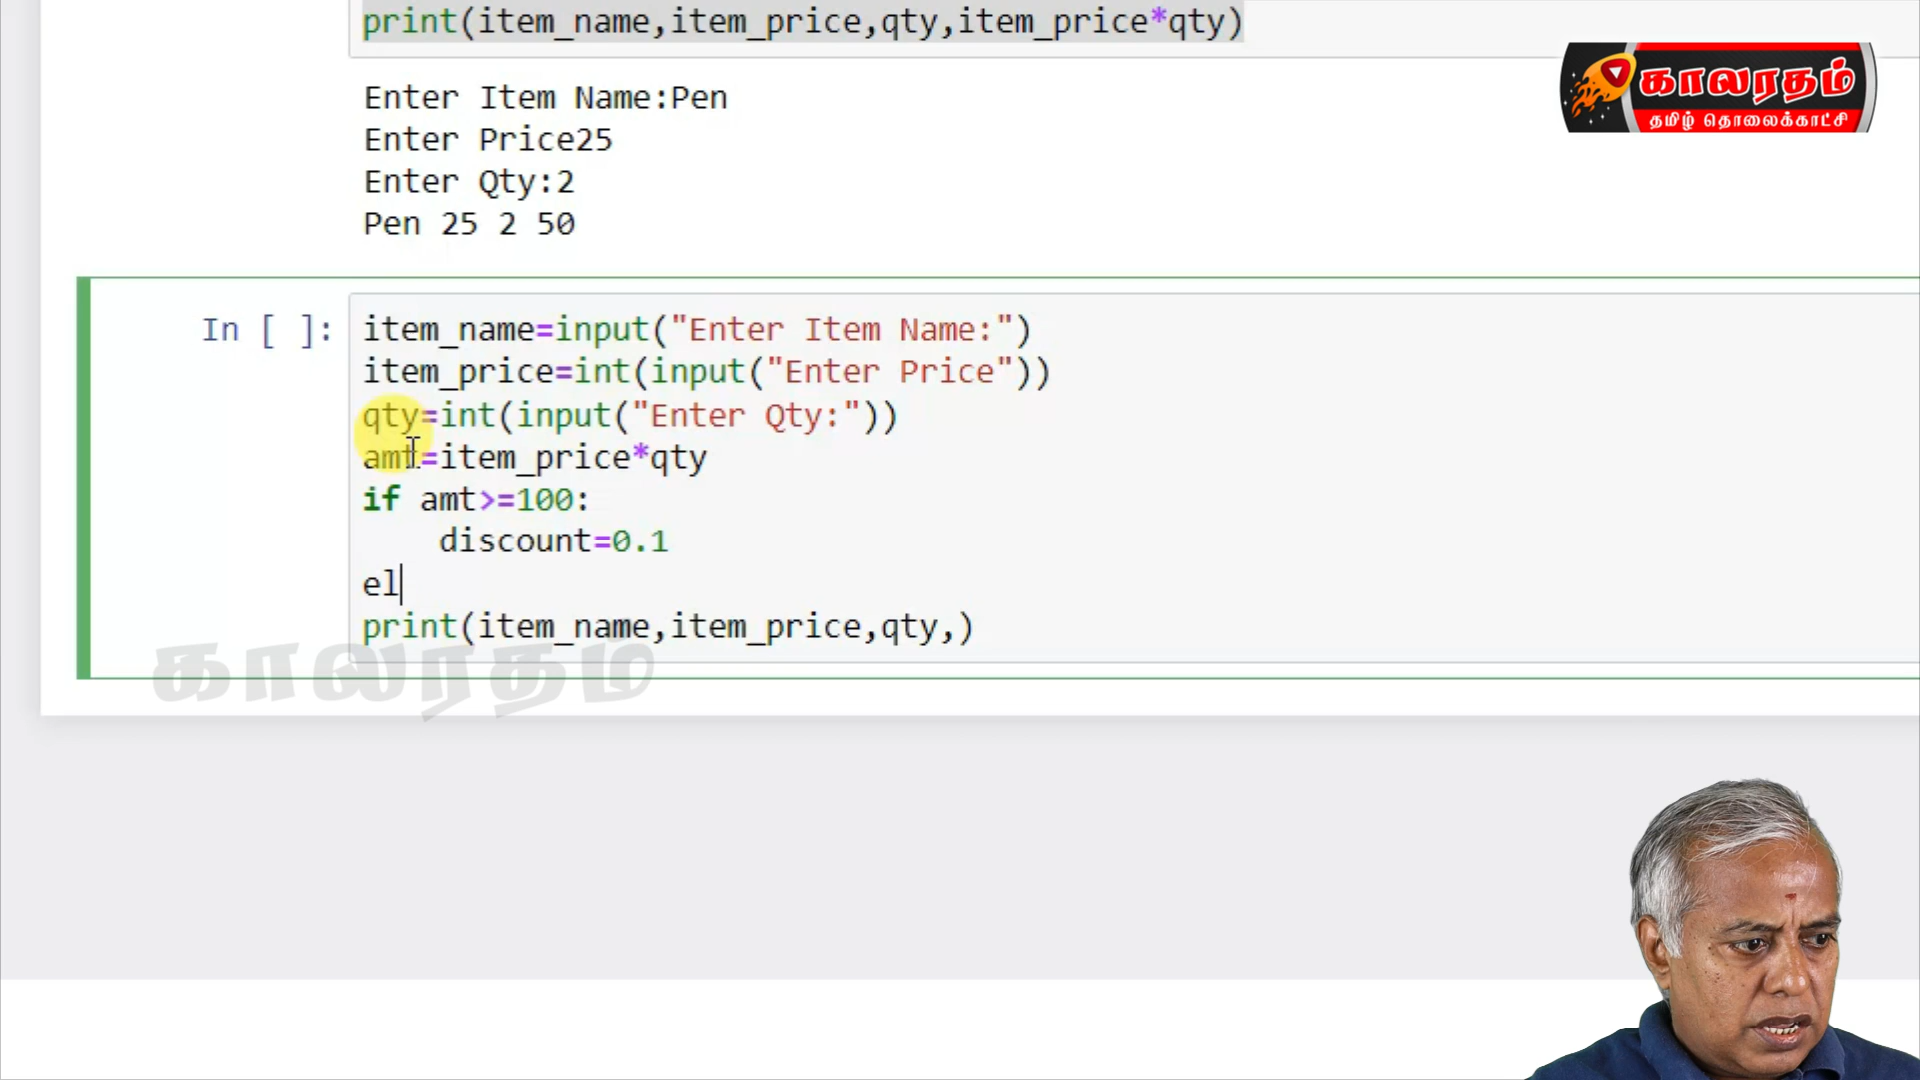 print(item_name,item_price,qty,item_price*qty)
காலரதம்
தமிழ் தொலைக்காட்சி
Enter Item Name:Pen
Enter Price25
Enter Qty:2
Pen 25 2 50
In [ ]:
item_name=input("Enter Item Name:")
item_price=int(input("Enter Price"))
qty=int(input("Enter Qty:"))
amt=item_price*qty
if amt>=100:
    discount=0.1
el
print(item_name,item_price,qty,)
காலரதம்